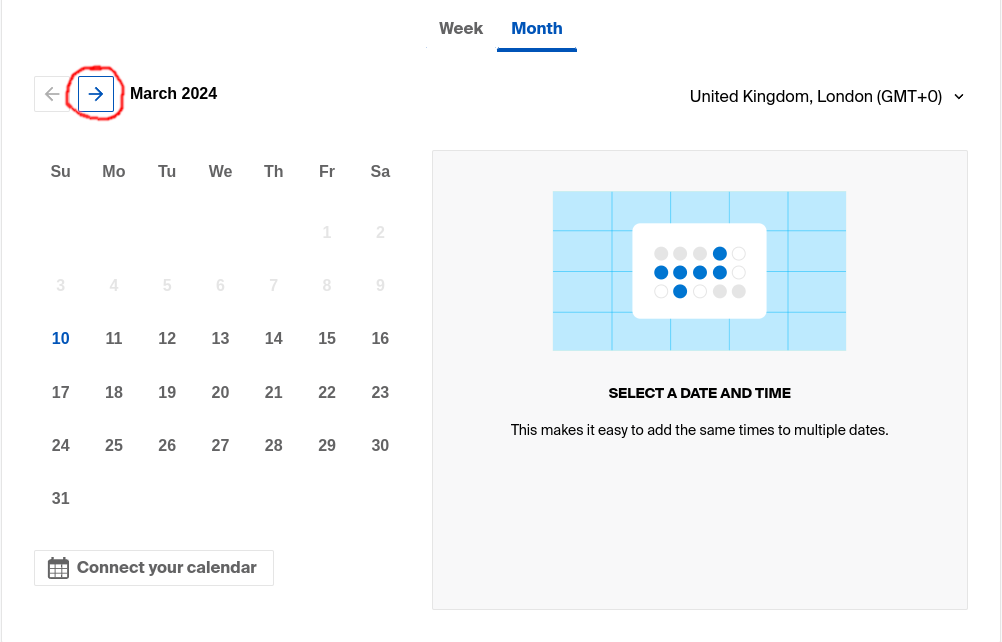 Week Month
March 2024
United Kingdom, London (GMT+0)
Su Mo Tu We Th Fr Sa
1 2
3 4 5 6 7 8 9
10 11 12 13 14 15 16
17 18 19 20 21 22 23
24 25 26 27 28 29 30
31
Connect your calendar
SELECT A DATE AND TIME
This makes it easy to add the same times to multiple dates.